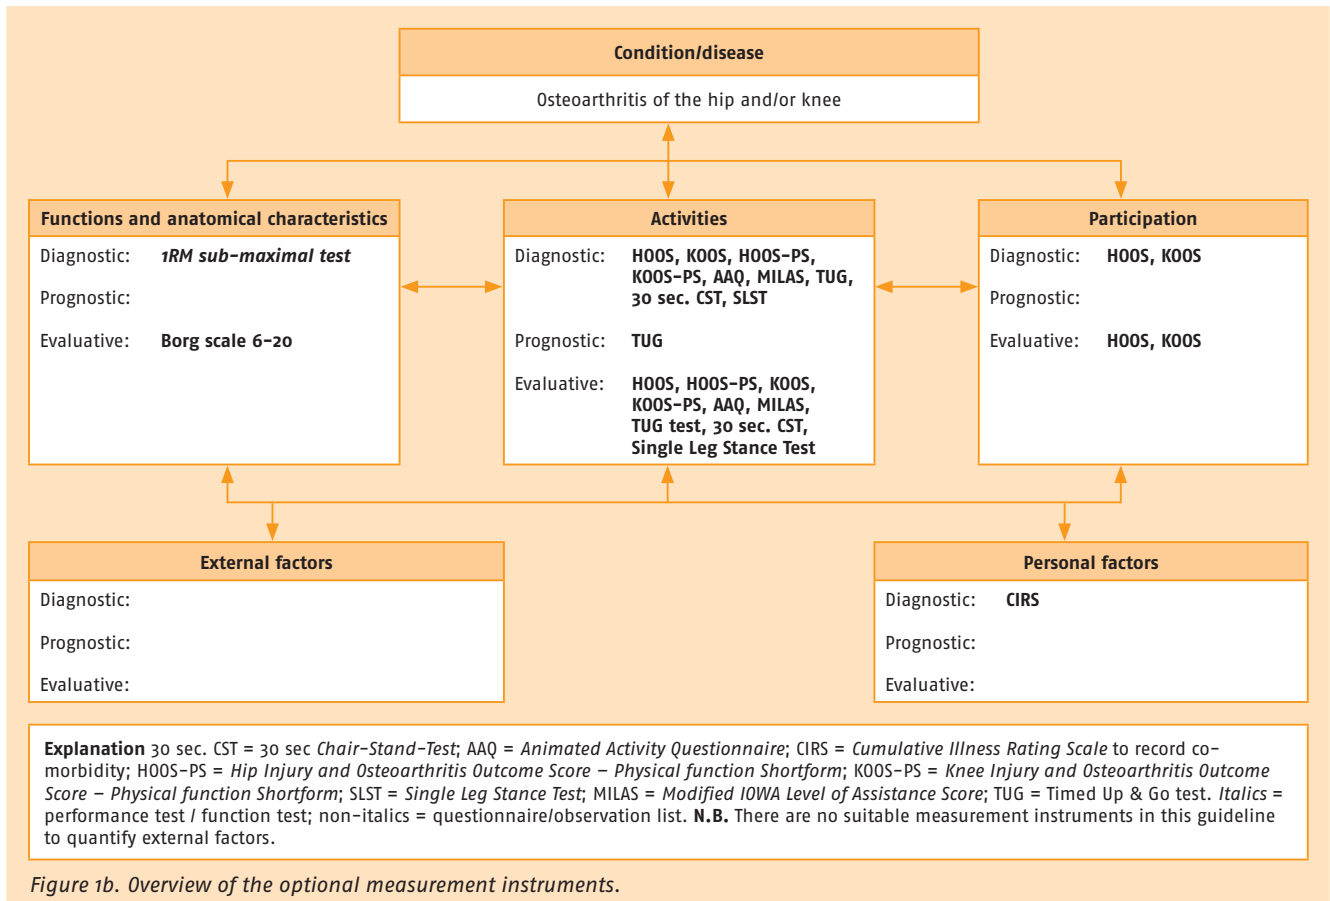 Condition/disease
Osteoarthritis of the hip and/or knee
Functions and anatomical characteristics
Diagnostic: 1RM sub-maximal test
Prognostic:
Evaluative: Borg scale 6-20
Activities
Diagnostic: HOOS, KOOS, HOOS-PS,
KOOS-PS, AAQ, MILAS, TUG,
30 sec. CST, SLST
Prognostic: TUG
Evaluative: HOOS, HOOS-PS, KOOS,
KOOS-PS, AAQ, MILAS,
TUG test, 30 sec. CST,
Single Leg Stance Test
Participation
Diagnostic: HOOS, KOOS
Prognostic:
Evaluative: HOOS, KOOS
External factors
Diagnostic:
Prognostic:
Evaluative:
Personal factors
Diagnostic: CIRS
Prognostic:
Evaluative:
Explanation 30 sec. CST = 30 sec Chair-Stand-Test; AAQ = Animated Activity Questionnaire; CIRS = Cumulative Illness Rating Scale to record co-
morbidity; HOOS-PS = Hip Injury and Osteoarthritis Outcome Score – Physical function Shortform; KOOS-PS = Knee Injury and Osteoarthritis Outcome
Score – Physical function Shortform; SLST = Single Leg Stance Test; MILAS = Modified IOWA Level of Assistance Score; TUG = Timed Up & Go test. Italics =
performance test / function test; non-italics = questionnaire/observation list. N.B. There are no suitable measurement instruments in this guideline
to quantify external factors.
Figure 1b. Overview of the optional measurement instruments.